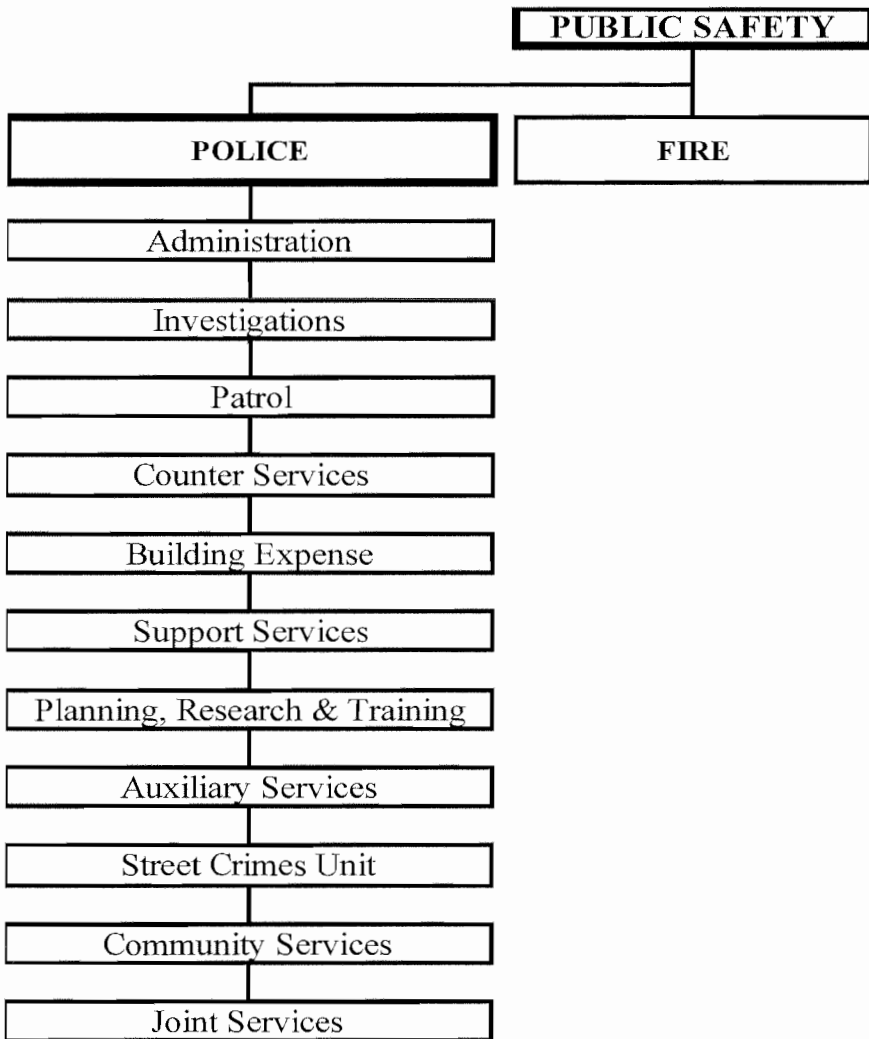 PUBLIC SAFETY
POLICE
FIRE
Administration
Investigations
Patrol
Counter Services
Building Expense
Support Services
Planning, Research & Training
Auxiliary Services
Street Crimes Unit
Community Services
Joint Services